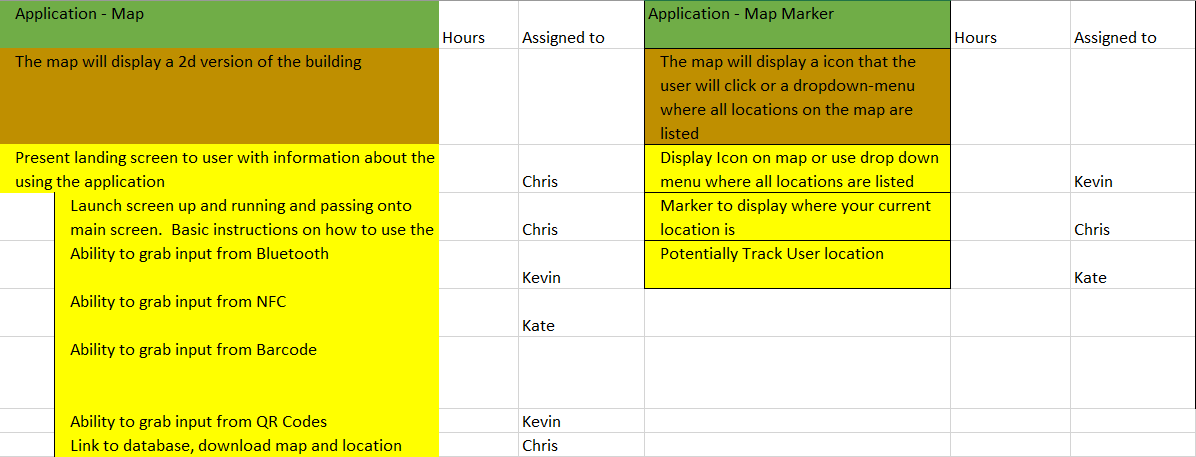 Application - Map
Hours
Assigned to
Application - Map Marker
Hours
Assigned to
The map will display a 2d version of the building
The map will display a icon that the
user will click or a dropdown-menu
where all locations on the map are
listed
Present landing screen to user with information about the
using the application
Chris
Display Icon on map or use drop down
menu where all locations are listed
Kevin
Launch screen up and running and passing onto
main screen.  Basic instructions on how to use the
Chris
Marker to display where your current
location is
Chris
Ability to grab input from Bluetooth
Kevin
Potentially Track User location
Kate
Ability to grab input from NFC
Kate
Ability to grab input from Barcode
Ability to grab input from QR Codes
Kevin
Link to database, download map and location
Chris